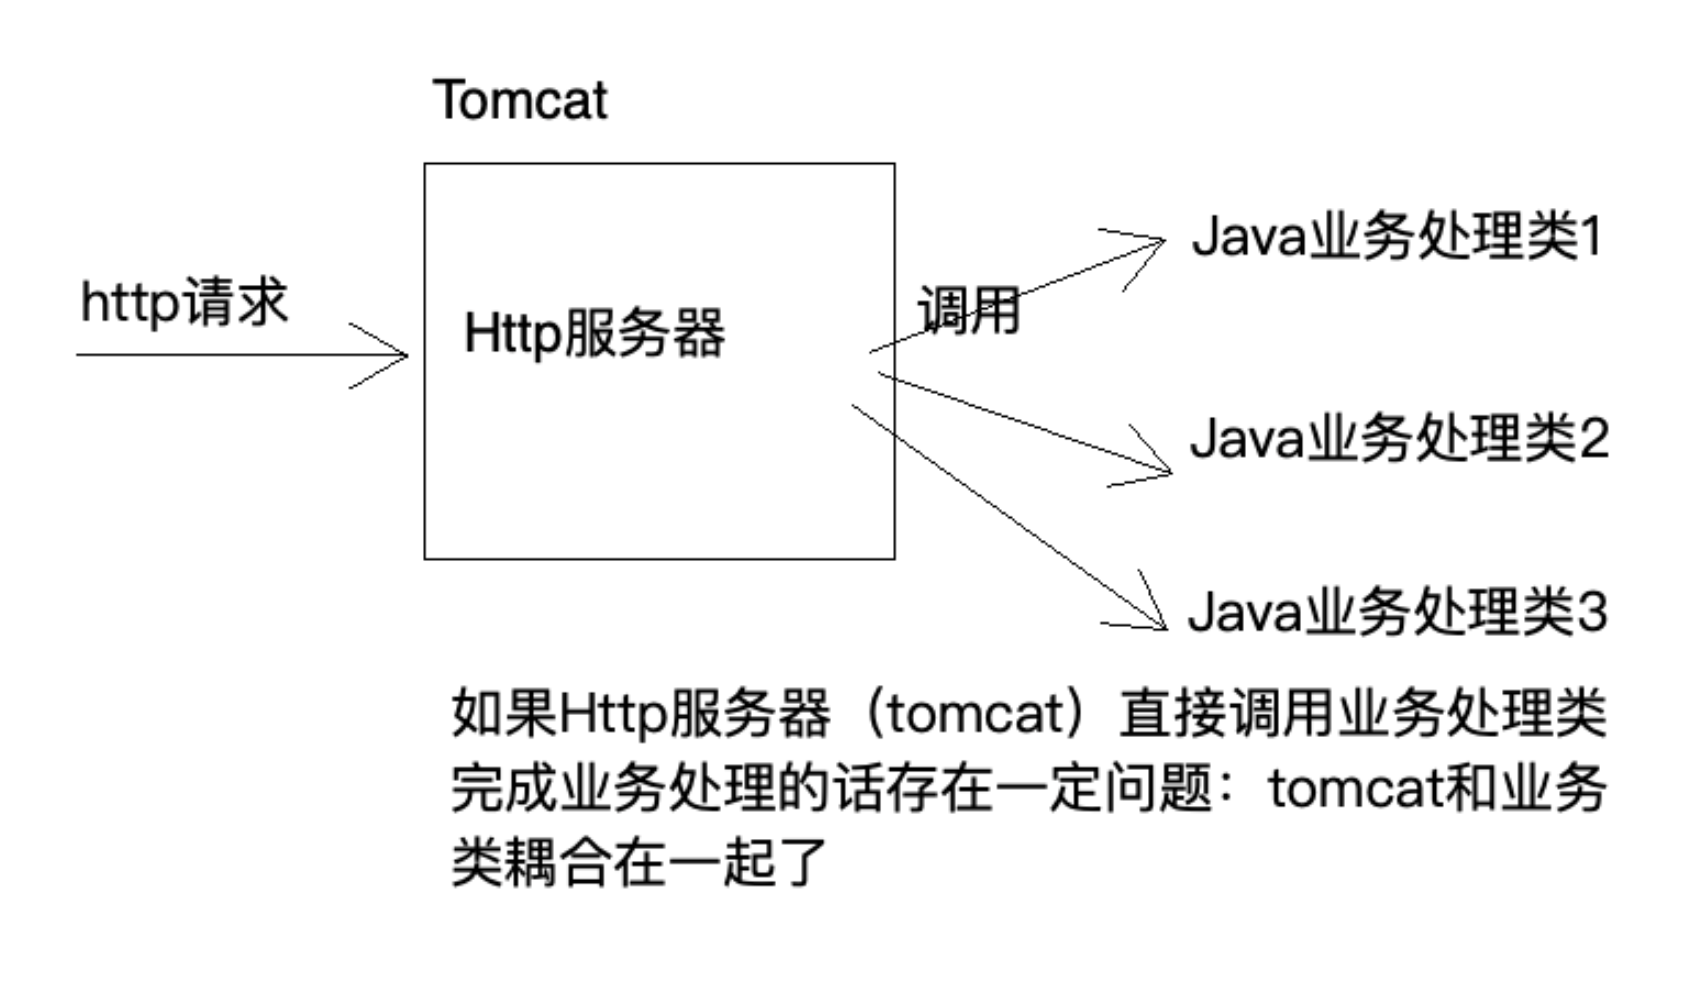 Tomcat
http请求
Http服务器
调用
Java业务处理类1
Java业务处理类2
Java业务处理类3
如果Http服务器（tomcat）直接调用业务处理类
完成业务处理的话存在一定问题：tomcat和业务
类耦合在一起了